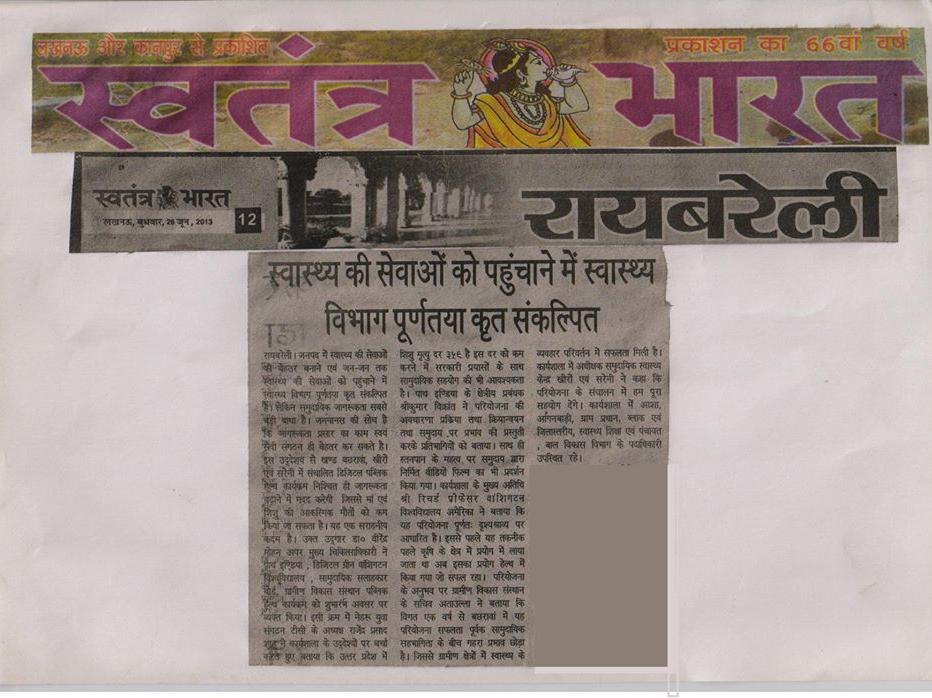 लखनऊ और कानपुर से प्रकाशित
प्रकाशन का 66वां वर्ष
स्वतंत्र भारत
स्वतंत्र भारत
लखनऊ, बुधवार, 26 जून, 2013
12
रायबरेली
स्वास्थ्य की सेवाओं को पहुंचाने में स्वास्थ्य
विभाग पूर्णतया कृत संकल्पित
रायबरेली। जनपद में स्वास्थ्य की सेवाओं
को बेहतर बनाने एवं जन-जन तक
स्वास्थ्य की सेवाओं को पहुंचाने में
स्वास्थ्य विभाग पूर्णतया कृत संकल्पित
है। लेकिन समुदायिक जागरूकता सबसे
बड़ी बाधा है। जनमानस की सोच है
कि जागरूकता प्रसार का काम स्वयं
सेवी संगठन ही बेहतर कर सकते है।
इस उद्देश्य से खण्ड बछरावा, खीरों
एवं सरेनी में संचालित डिजिटल पब्लिक
हेल्थ कार्यक्रम निश्चित ही जागरूकता
बढ़ाने में मदद करेगी जिससे मां एवं
शिशु की आकस्मिक मौतों को कम
किया जा सकता है। यह एक सराहनीय
कदम है। उक्त उद्गार डा० वीरेंद्र
मोहन अपर मुख्य चिकित्साधिकारी ने
पाथ इण्डिया, डिजिटल ग्रीन वाशिंगटन
विश्वविद्यालय, सामुदायिक सलाहकार
बोर्ड, ग्रामीण विकास संस्थान पब्लिक
हेल्थ कार्यक्रम को शुभारंभ अवसर पर
व्यक्त किया। इसी क्रम में नेहरू युवा
संगठन टीसी के अध्यक्ष राजेंद्र प्रसाद
ने कार्यशाला के उद्देश्यों पर चर्चा
करते हुए बताया कि उत्तर प्रदेश में
शिशु मृत्यु दर ३५९ है इस दर को कम
करने में सरकारी प्रयासों के साथ
सामुदायिक सहयोग की भी आवश्यकता
है। पाथ इण्डिया के क्षेत्रीय प्रबंधक
श्रीकुमार विक्रांत ने परियोजना की
अवधारणा प्रक्रिया तथा क्रियान्वयन
तथा समुदाय पर प्रभाव की प्रस्तुती
करके प्रतिभागियों को बताया। साथ ही
स्तनपान के महत्व पर समुदाय द्वारा
निर्मित वीडियों फिल्म का भी प्रदर्शन
किया गया। कार्यशाला के मुख्य अतिथि
श्री रिचर्ड प्रोफेसर वाशिंगटन
विश्वविद्यालय अमेरिका ने बताया कि
यह परियोजना पूर्णतः दृश्यश्राव्य पर
आधारित है। इससे पहले यह तकनीक
पहले कृषि के क्षेत्र में प्रयोग में लाया
जाता था अब इसका प्रयोग हेल्थ में
किया गया जो सफल रहा। परियोजना
के अनुभव पर ग्रामीण विकास संस्थान
के सचिव अताउल्ला ने बताया कि
विगत एक वर्ष से बछरावां में यह
परियोजना सफलता पूर्वक सामुदायिक
सहभागिता के बीच गहरा प्रभाव छोड़ा
है। जिससे ग्रामीण क्षेत्रों में स्वास्थ्य के
व्यवहार परिवर्तन में सफलता मिली है।
कार्यशाला में अधीक्षक सामुदायिक स्वास्थ्य
केन्द्र खीरों एवं सरेनी ने कहा कि
परियोजना के संचालन में हम पूरा
सहयोग देंगे। कार्यशाला में आशा,
आंगनबाड़ी, ग्राम प्रधान, ब्लाक एवं
जिलास्तरीय, स्वास्थ्य शिक्षा एवं पंचायत
, बाल विकास विभाग के पदाधिकारी
उपस्थित रहे।